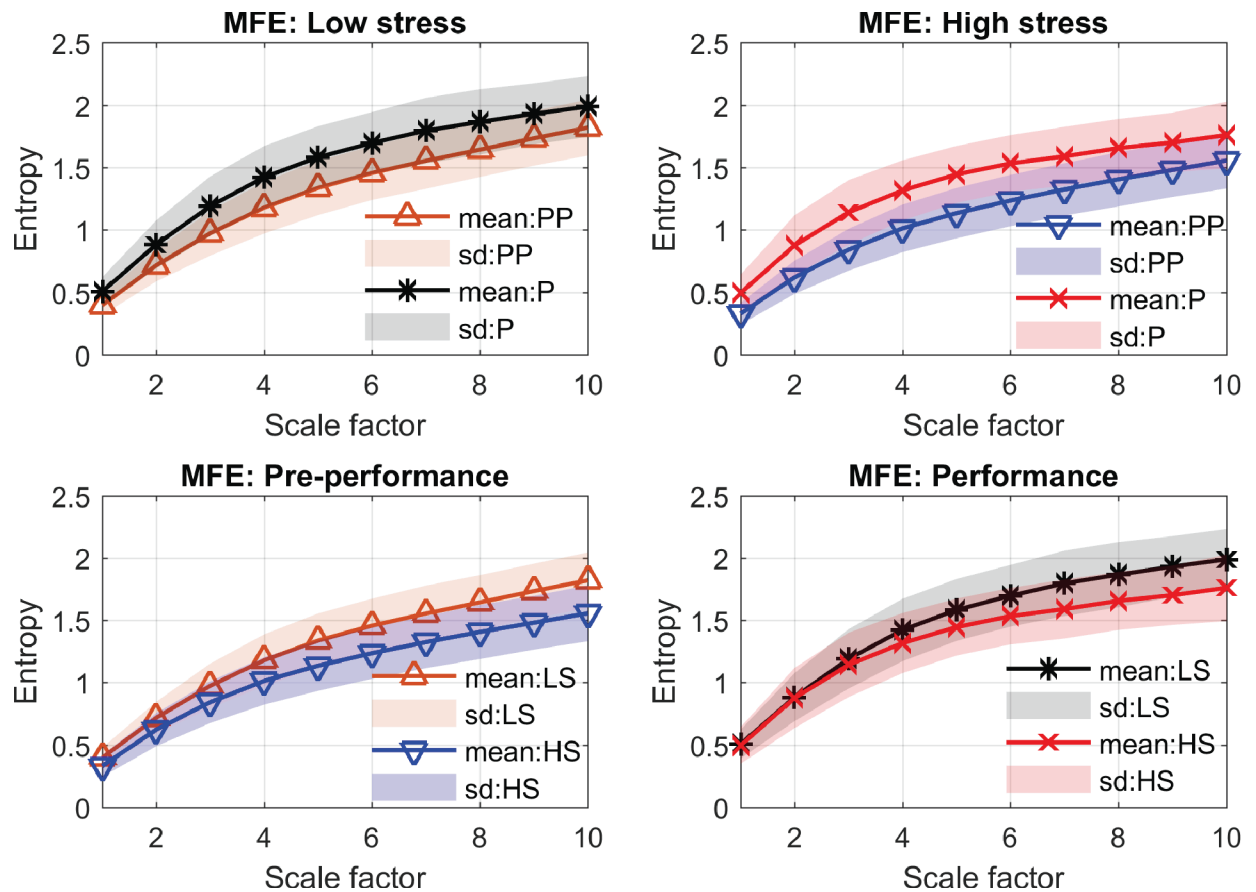 MFE: Low stress
2.5
2
1.5
1
0.5
0
Entropy
mean:PP
sd:PP
mean:P
sd:P
2 4 6 8 10
Scale factor
MFE: High stress
2.5
2
1.5
1
0.5
0
Entropy
mean:PP
sd:PP
mean:P
sd:P
2 4 6 8 10
Scale factor
MFE: Pre-performance
2.5
2
1.5
1
0.5
0
Entropy
mean:LS
sd:LS
mean:HS
sd:HS
2 4 6 8 10
Scale factor
MFE: Performance
2.5
2
1.5
1
0.5
0
Entropy
mean:LS
sd:LS
mean:HS
sd:HS
2 4 6 8 10
Scale factor